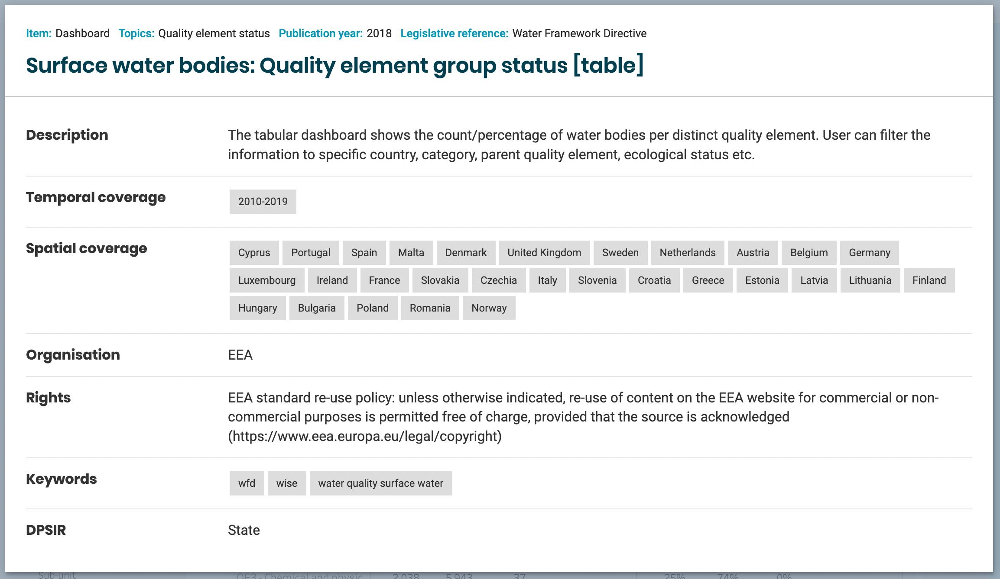 Item: Dashboard Topics: Quality element status Publication year: 2018 Legislative reference: Water Framework Directive
Surface water bodies: Quality element group status [table]
Description
The tabular dashboard shows the count/percentage of water bodies per distinct quality element. User can filter the
information to specific country, category, parent quality element, ecological status etc.
Temporal coverage
2010-2019
Spatial coverage
Cyprus Portugal Spain Malta Denmark United Kingdom Sweden Netherlands Austria Belgium Germany
Luxembourg Ireland France Slovakia Czechia Italy Slovenia Croatia Greece Estonia Latvia Lithuania Finland
Hungary Bulgaria Poland Romania Norway
Organisation
EEA
Rights
EEA standard re-use policy: unless otherwise indicated, re-use of content on the EEA website for commercial or non-
commercial purposes is permitted free of charge, provided that the source is acknowledged
(https://www.eea.europa.eu/legal/copyright)
Keywords
wfd wise water quality surface water
DPSIR
State
Sub-unit
QE3 - Chemical and physic 2,038 5,943 37 25% 74% 0%